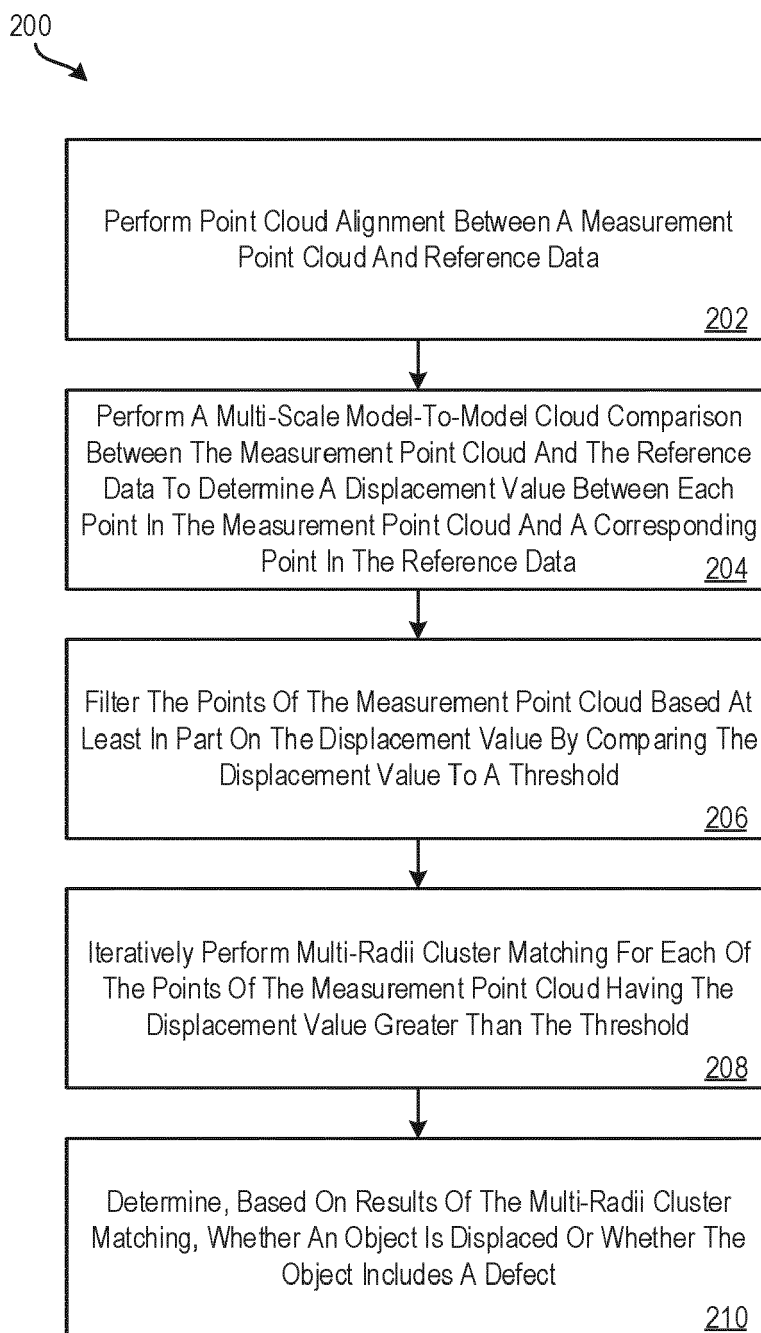 200
Perform Point Cloud Alignment Between A Measurement
Point Cloud And Reference Data
202
Perform A Multi-Scale Model-To-Model Cloud Comparison
Between The Measurement Point Cloud And The Reference
Data To Determine A Displacement Value Between Each
Point In The Measurement Point Cloud And A Corresponding
Point In The Reference Data
204
Filter The Points Of The Measurement Point Cloud Based At
Least In Part On The Displacement Value By Comparing The
Displacement Value To A Threshold
206
Iteratively Perform Multi-Radii Cluster Matching For Each Of
The Points Of The Measurement Point Cloud Having The
Displacement Value Greater Than The Threshold
208
Determine, Based On Results Of The Multi-Radii Cluster
Matching, Whether An Object Is Displaced Or Whether The
Object Includes A Defect
210